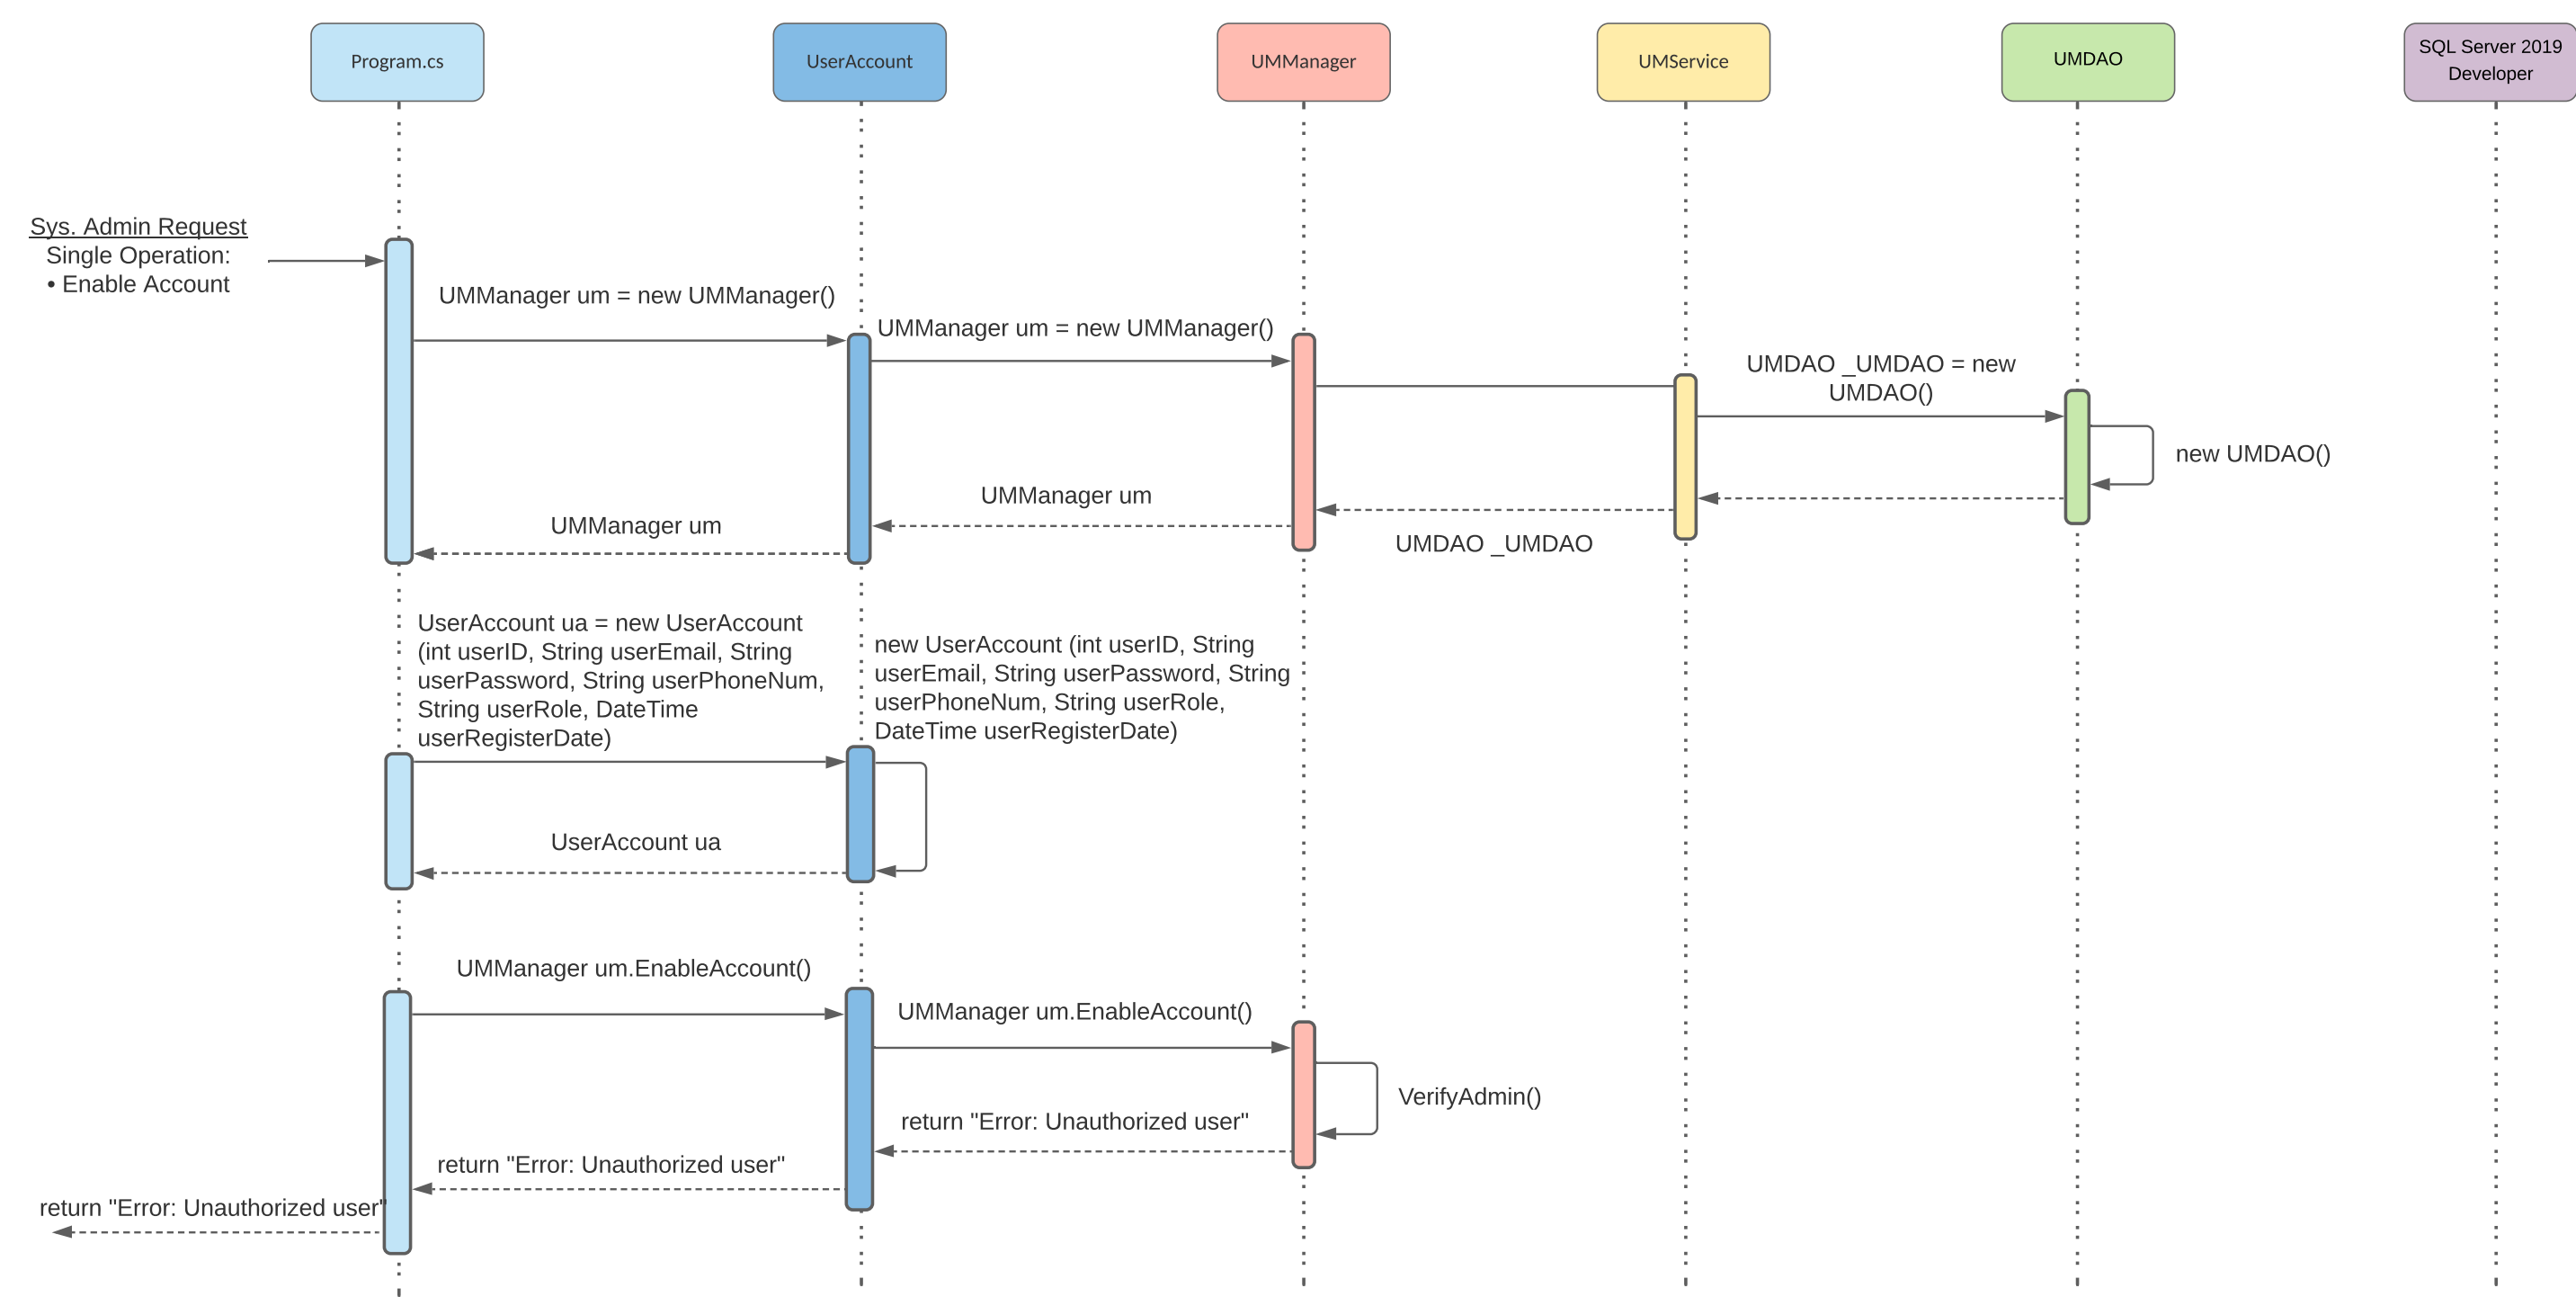 Program.cs
UserAccount
UMManager
UMService
UMDAO
SQL Server 2019
Developer
Sys. Admin Request
Single Operation:
• Enable Account
UMManager um = new UMManager()
UMManager um = new UMManager()
UMDAO _UMDAO = new
UMDAO()
new UMDAO()
UMManager um
UMManager um
UMDAO _UMDAO
UserAccount ua = new UserAccount
(int userID, String userEmail, String
userPassword, String userPhoneNum,
String userRole, DateTime
userRegisterDate)
new UserAccount (int userID, String
userEmail, String userPassword, String
userPhoneNum, String userRole,
DateTime userRegisterDate)
UserAccount ua
UMManager um.EnableAccount()
UMManager um.EnableAccount()
VerifyAdmin()
return "Error: Unauthorized user"
return "Error: Unauthorized user"
return "Error: Unauthorized user"